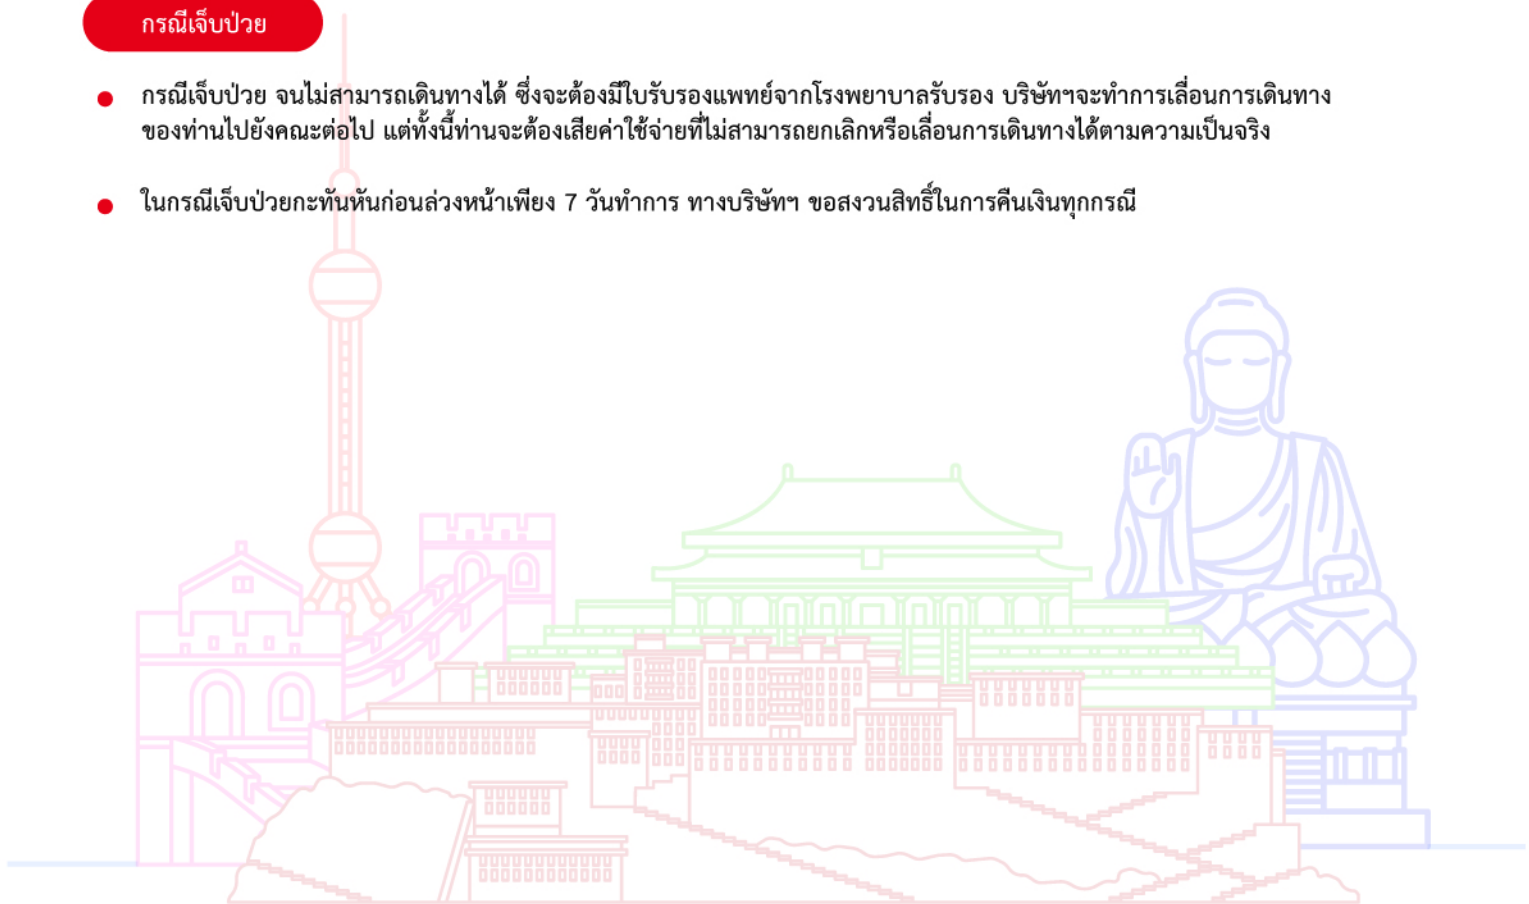 กรณีเจ็บป่วย
กรณีเจ็บป่วย จนไม่สามารถเดินทางได้ ซึ่งจะต้องมีใบรับรองแพทย์จากโรงพยาบาลรับรอง บริษัทฯจะทำการเลื่อนการเดินทาง
ของท่านไปยังคณะต่อไป แต่ทั้งนี้ท่านจะต้องเสียค่าใช้จ่ายที่ไม่สามารถยกเลิกหรือเลื่อนการเดินทางได้ตามความเป็นจริง
ในกรณีเจ็บป่วยกะทันหันก่อนล่วงหน้าเพียง 7 วันทำการ ทางบริษัทฯ ขอสงวนสิทธิ์ในการคืนเงินทุกกรณี